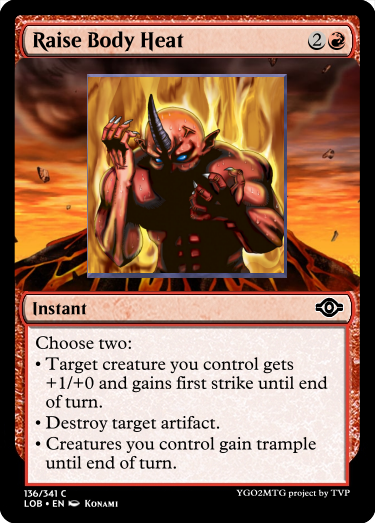 Raise Body Heat 2
Instant
Choose two:
• Target creature you control gets
+1/+0 and gains first strike until end
of turn.
• Destroy target artifact.
• Creatures you control gain trample
until end of turn.
136/341 C
LOB • EN Konami YGO2MTG project by TVP